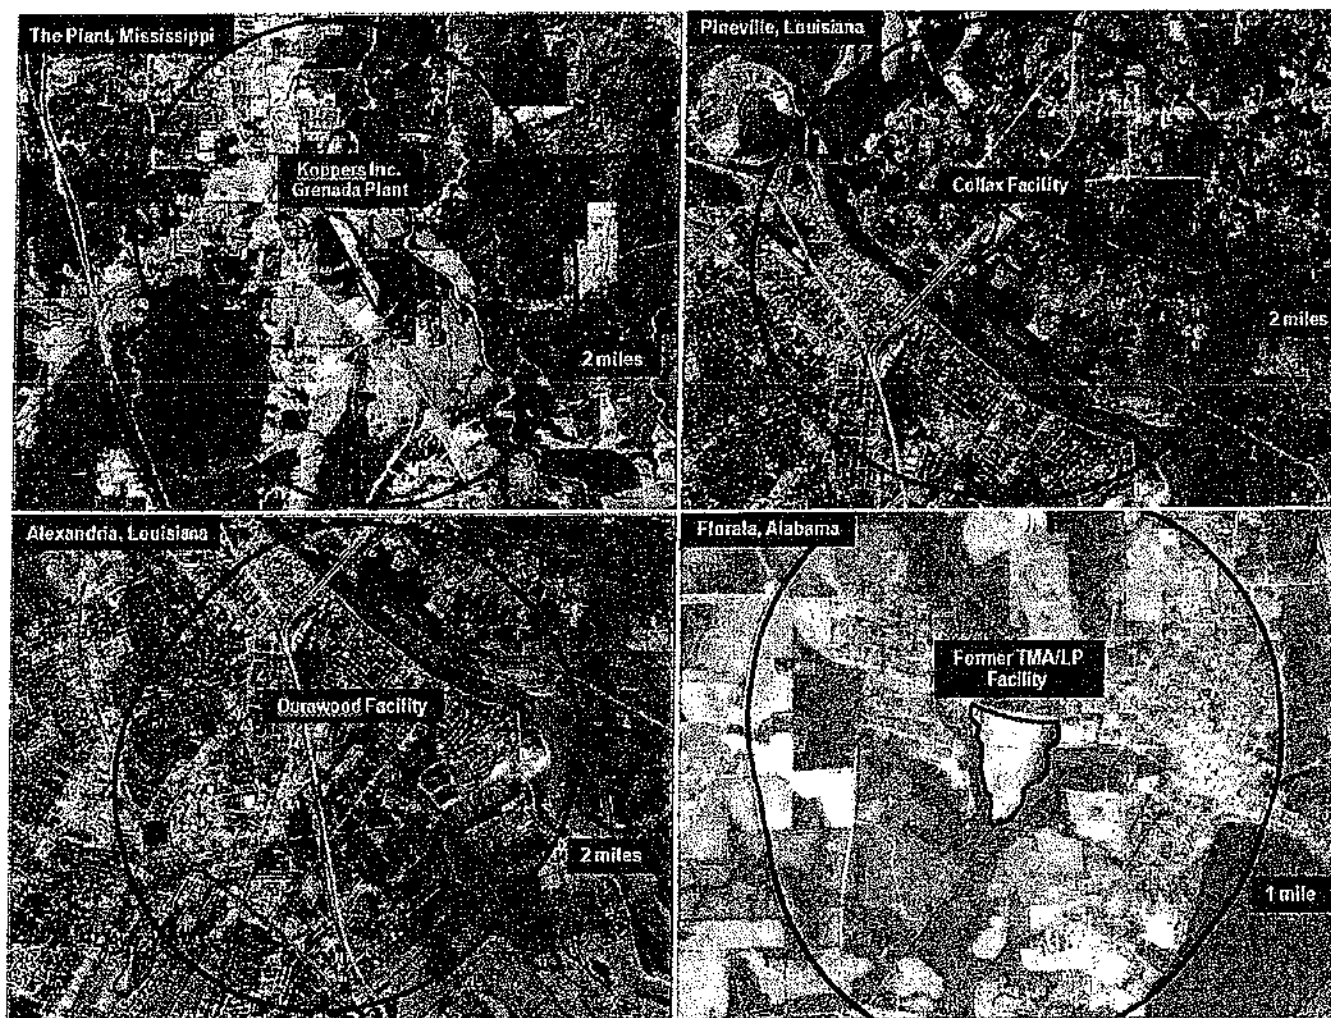 The Plant, Mississippi
Koppers Inc.
Grenada Plant
2 miles
Pineville, Louisiana
Colfax Facility
2 miles
Alexandria, Louisiana
Durawood Facility
2 miles
Florala, Alabama
Former TMA/LP
Facility
1 mile